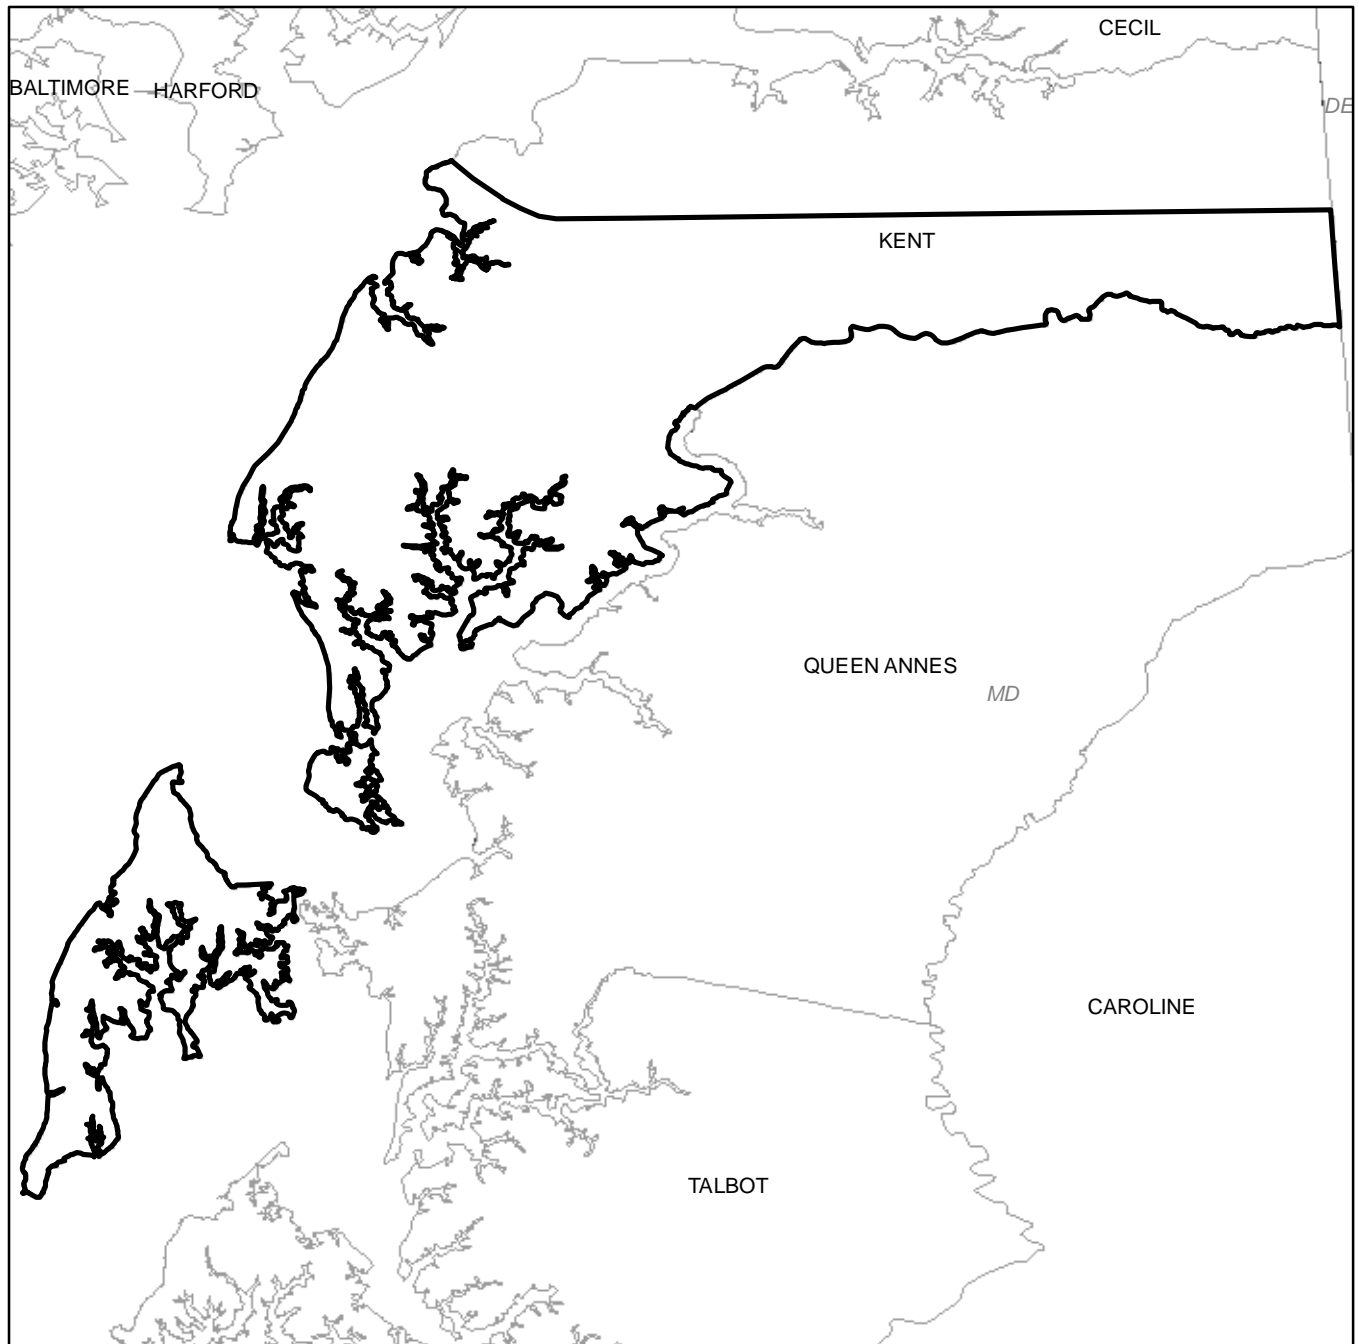 CECIL
BALTIMORE
HARFORD
DE
KENT
QUEEN ANNES
MD
CAROLINE
TALBOT